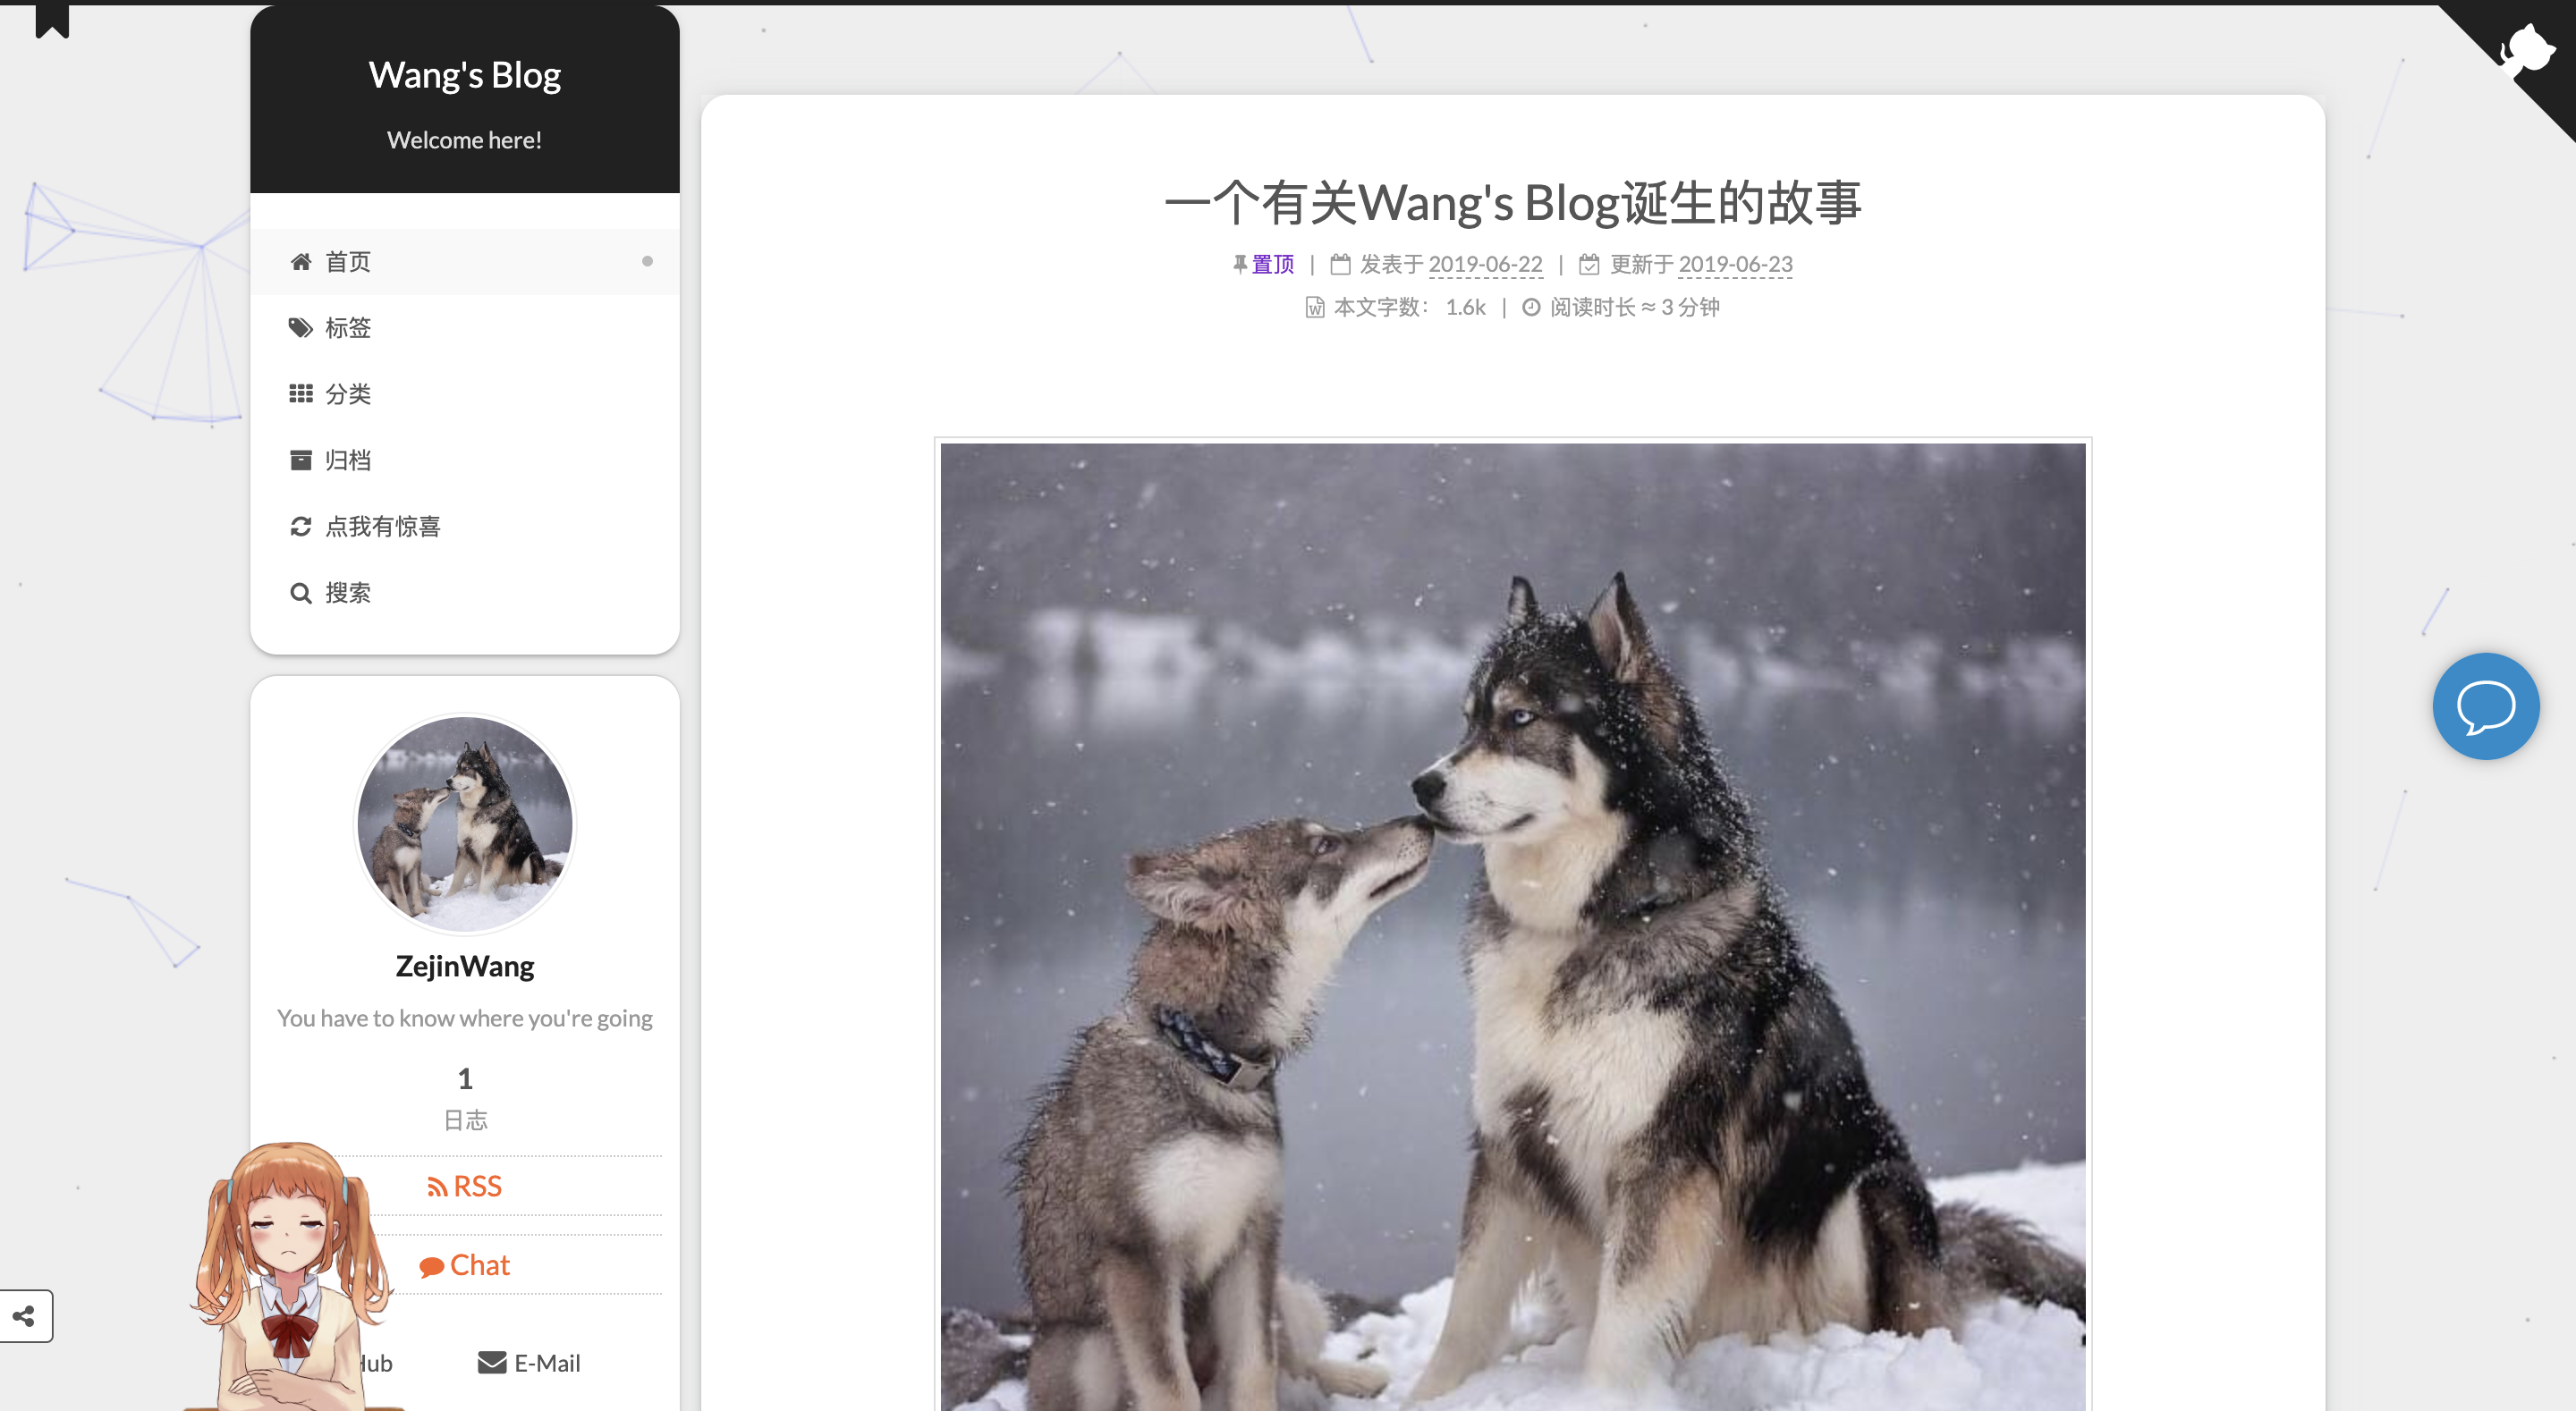 Wang's Blog
Welcome here!
首页
标签
分类
归档
点我有惊喜
搜索
ZejinWang
You have to know where you're going
1
日志
RSS
Chat
E-Mail
一个有关Wang's Blog诞生的故事
置顶 | 发表于 2019-06-22 | 更新于 2019-06-23
本文字数： 1.6k | 阅读时长 ≈ 3 分钟